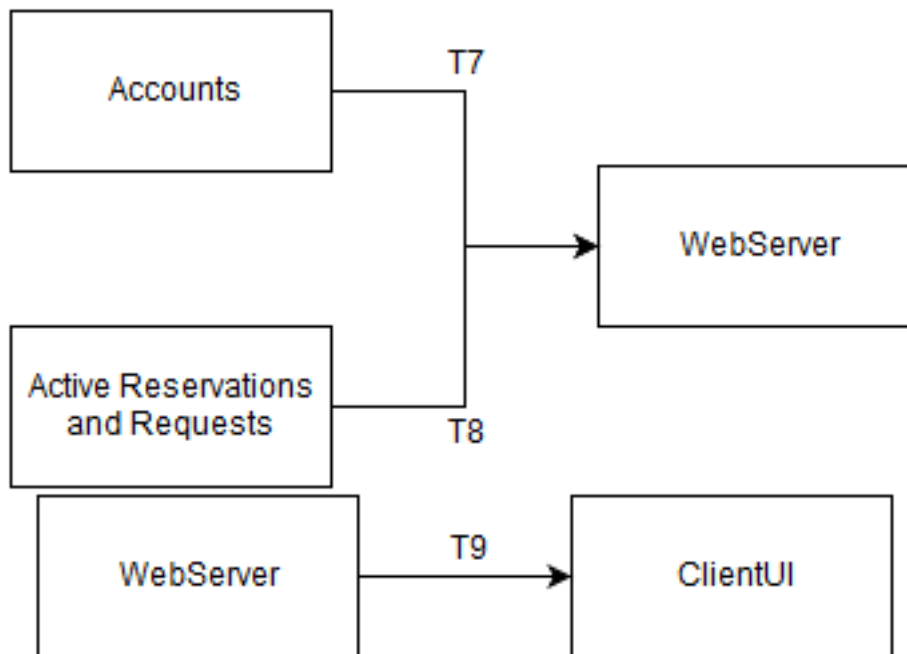 T7
Accounts
WebServer
Active Reservations
and Requests
T8
T9
WebServer
ClientUI